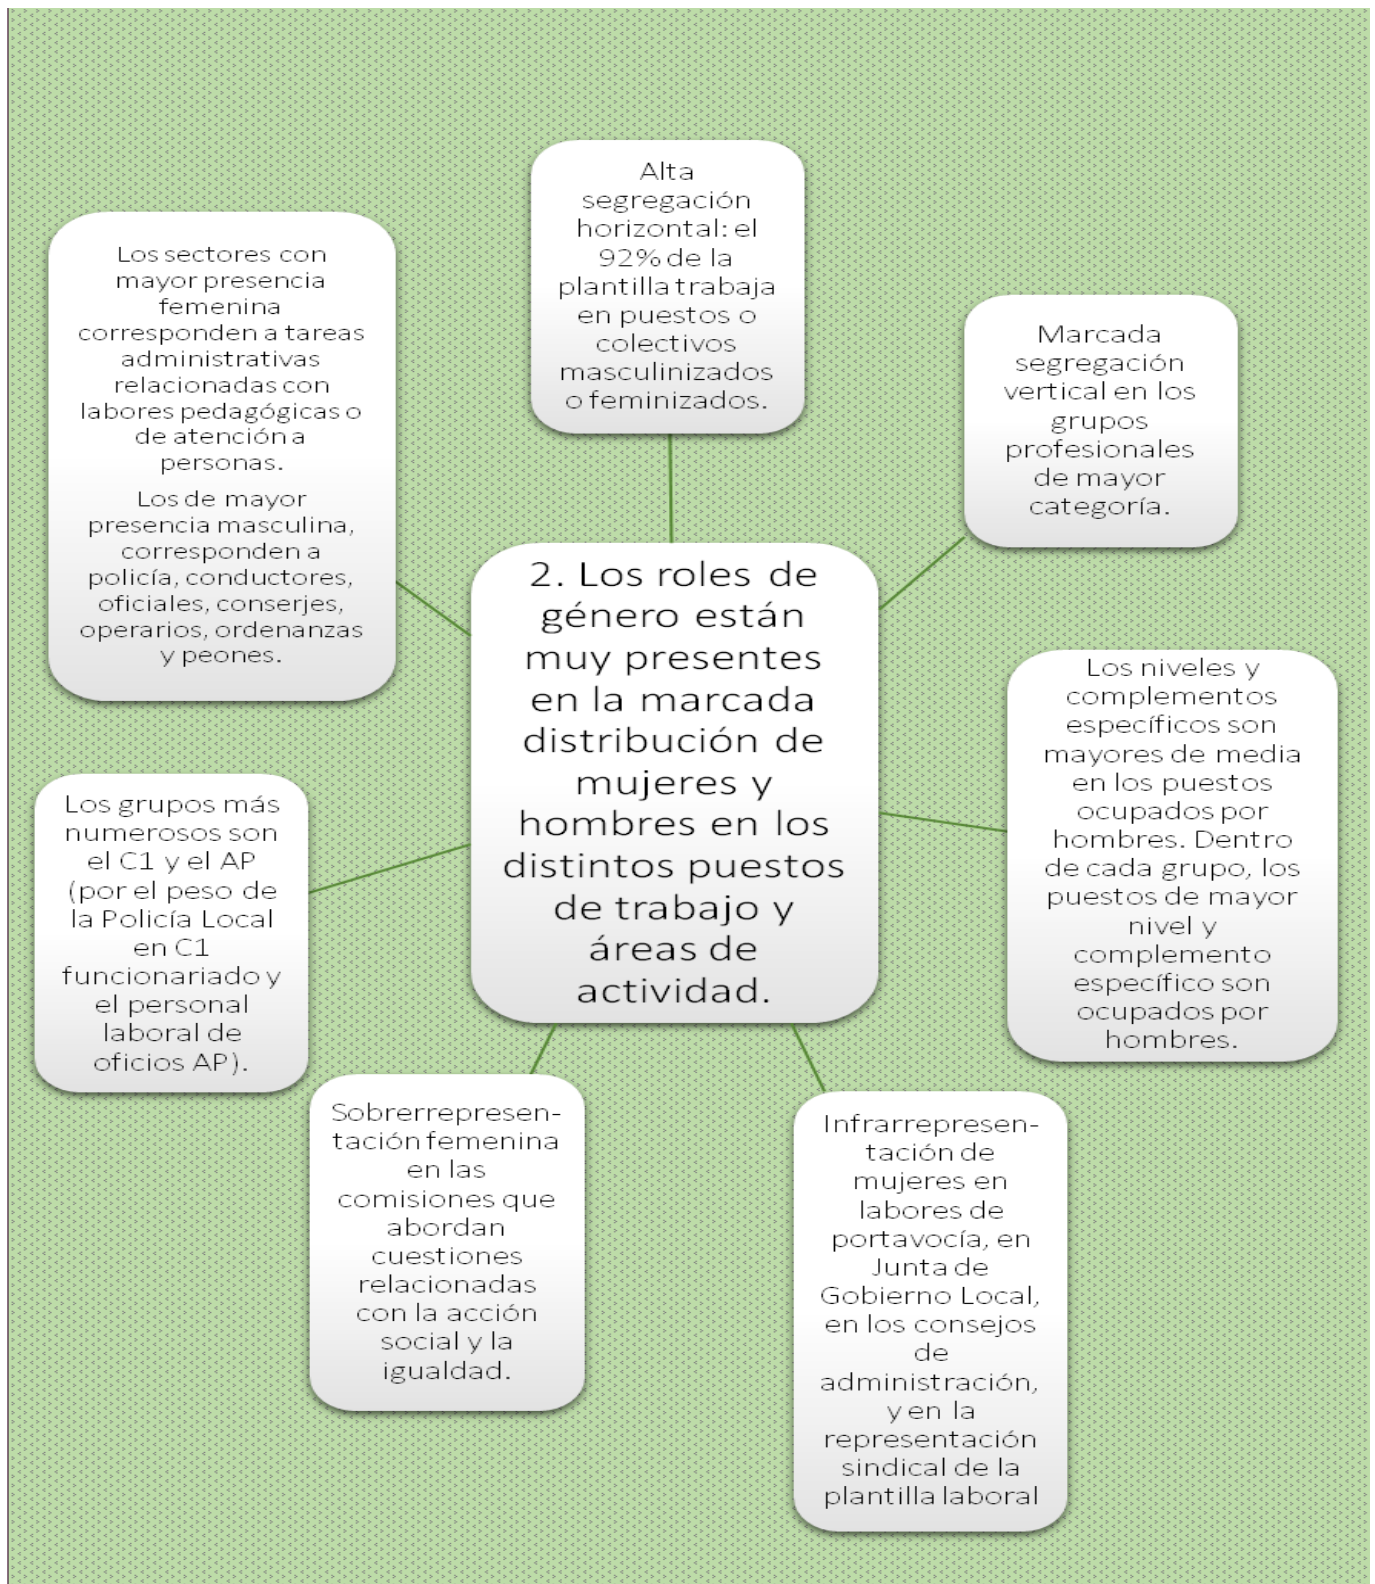 Alta
segregación
horizontal: el
92% de la
plantilla trabaja
en puestos o
colectivos
masculinizados
o feminizados.
Marcada
segregación
vertical en los
grupos
profesionales
de mayor
categoría.
Los niveles y
complementos
específicos son
mayores de media
en los puestos
ocupados por
hombres. Dentro
de cada grupo, los
puestos de mayor
nivel y
complemento
específico son
ocupados por
hombres.
Infrarrepresen-
tación de
mujeres en
labores de
portavocía, en
Junta de
Gobierno Local,
en los consejos
de
administración,
y en la
representación
sindical de la
plantilla laboral
Sobrerrepresen-
tación femenina
en las
comisiones que
abordan
cuestiones
relacionadas
con la acción
social y la
igualdad.
Los grupos más
numerosos son
el C1 y el AP
(por el peso de
la Policía Local
en C1
funcionariado y
el personal
laboral de
oficios AP).
Los sectores con
mayor presencia
femenina
corresponden a tareas
administrativas
relacionadas con
labores pedagógicas o
de atención a
personas.
Los de mayor
presencia masculina,
corresponden a
policía, conductores,
oficiales, conserjes,
operarios, ordenanzas
y peones.
2. Los roles de
género están
muy presentes
en la marcada
distribución de
mujeres y
hombres en los
distintos puestos
de trabajo y
áreas de
actividad.